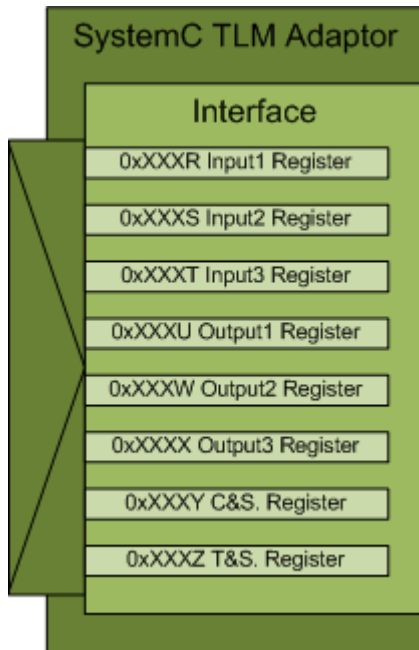 SystemC TLM Adaptor
Interface
0xXXXR Input1 Register
0xXXXS Input2 Register
0xXXXT Input3 Register
0xXXXU Output1 Register
0xXXXW Output2 Register
0xXXXX Output3 Register
0xXXXY C&S. Register
0xXXXZ T&S. Register